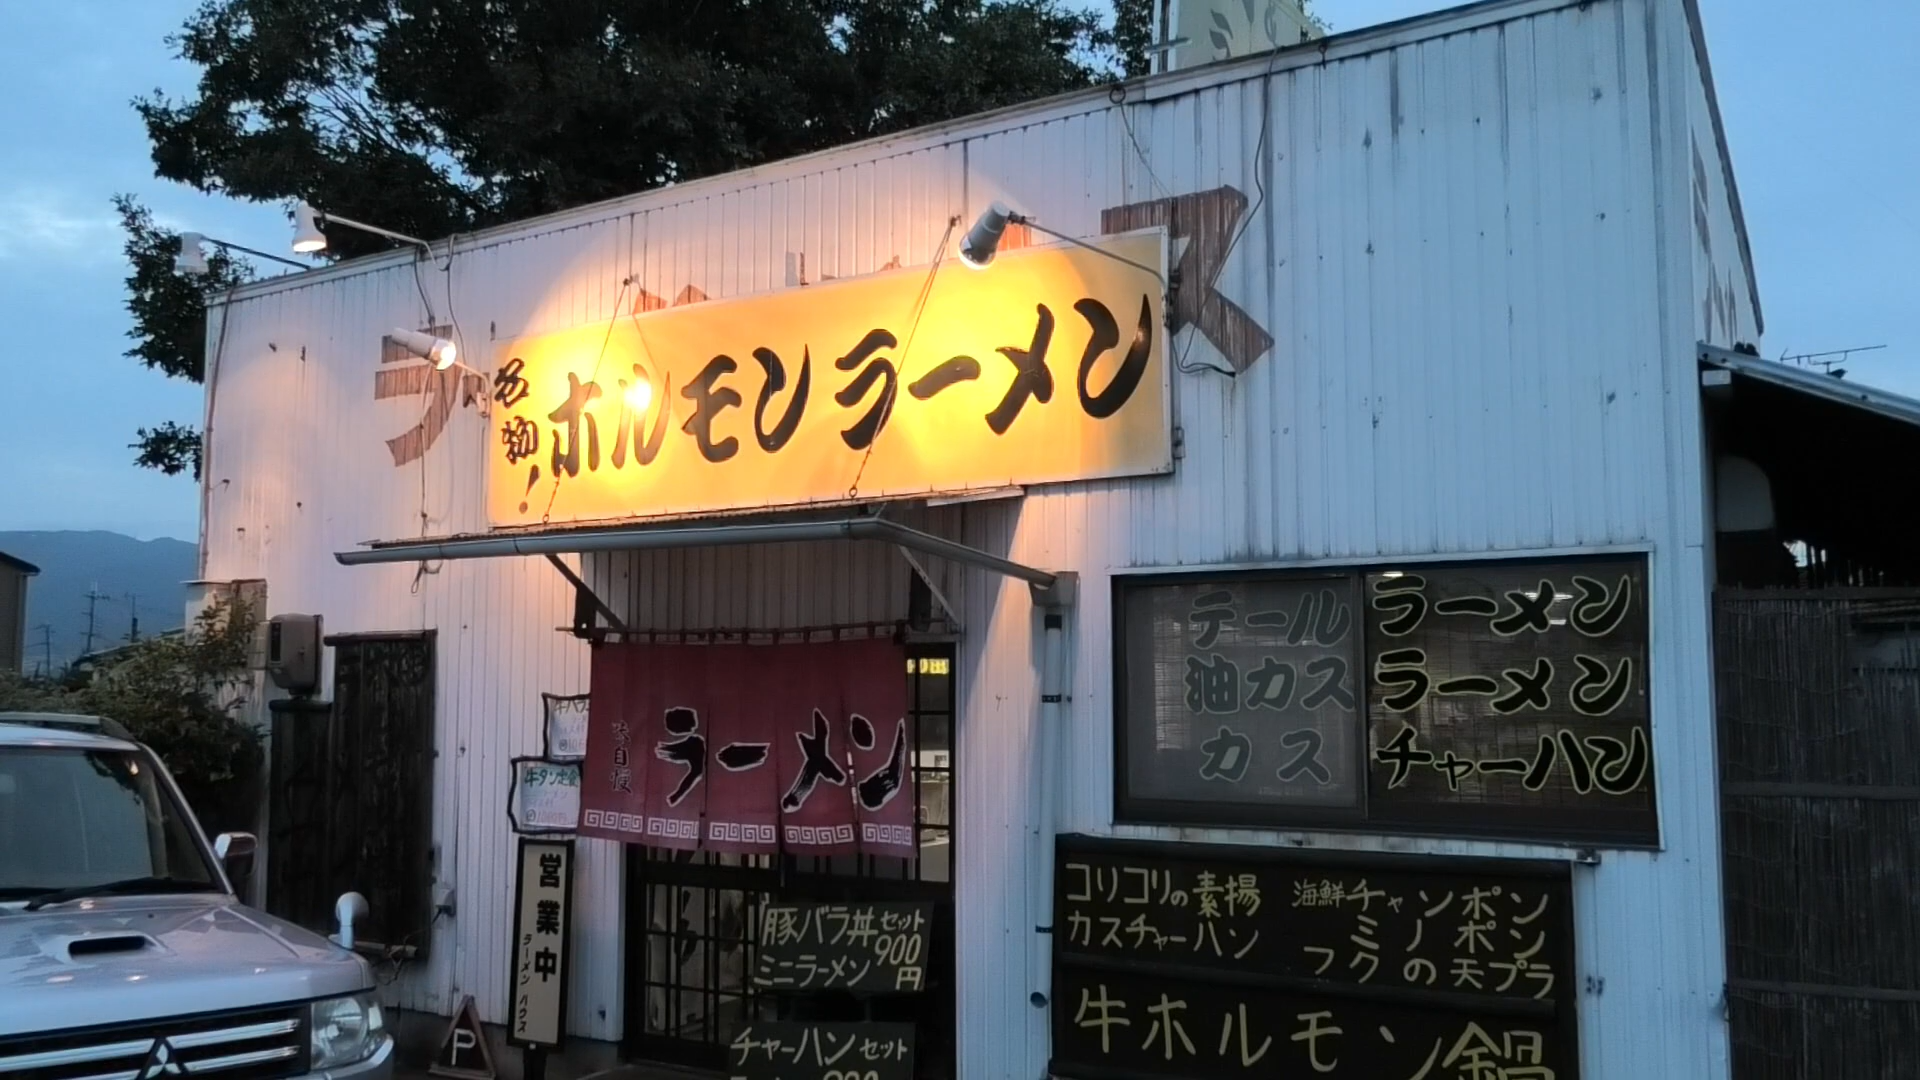 名物!
ホルモンラーメン
ラーメン
味自慢
牛タン定食
営業中
ラーメン ハウス
テールラーメン
油カスラーメン
カスチャーハン
豚バラ丼セット
ミニラーメン
900円
チャーハンセット
コリコリの素揚
カスチャーハン
海鮮チャンポン
ミノポン
フクの天プラ
牛ホルモン鍋
P